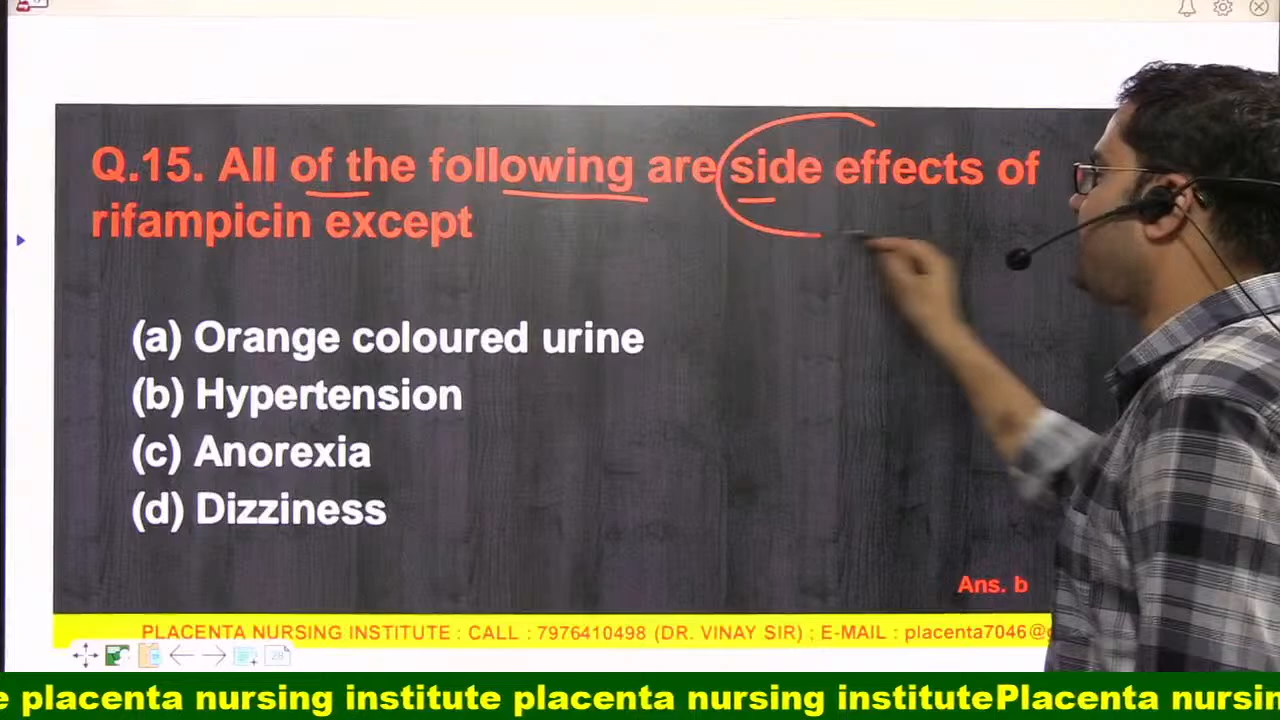 Q.15. All of the following are side effects of
rifampicin except
(a) Orange coloured urine
(b) Hypertension
(c) Anorexia
(d) Dizziness
Ans. b
PLACENTA NURSING INSTITUTE : CALL : 7976410498 (DR. VINAY SIR) ; E-MAIL : placenta7046@
28
e placenta nursing institute placenta nursing institutePlacenta nursin